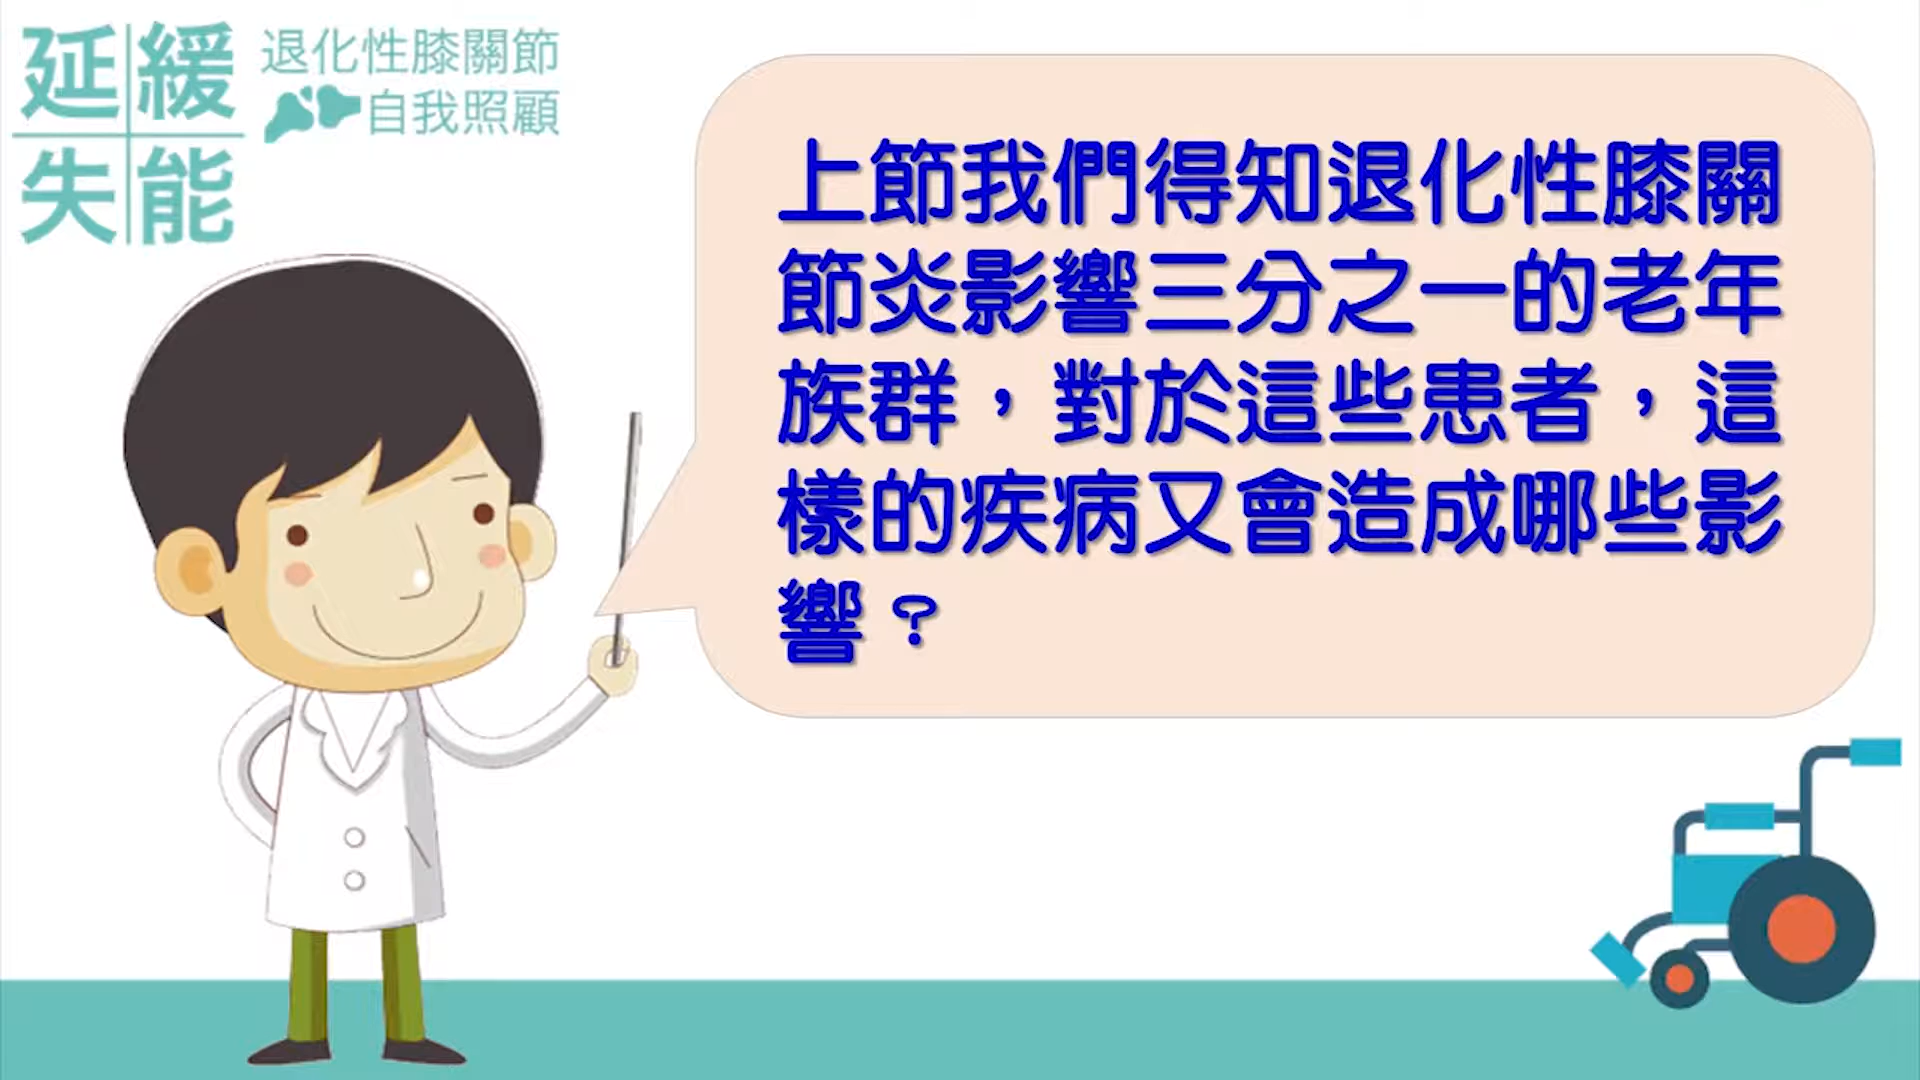 延緩
失能
退化性膝關節
自我照顧
上節我們得知退化性膝關
節炎影響三分之一的老年
族群，對於這些患者，這
樣的疾病又會造成哪些影
響？